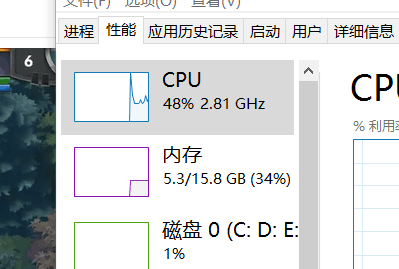 文件(F) 选项(O) 查看(V)
进程 性能 应用历史记录 启动 用户 详细信息
6
CPU
48% 2.81 GHz
CPU
% 利用率
内存
5.3/15.8 GB (34%)
磁盘 0 (C: D: E:
1%